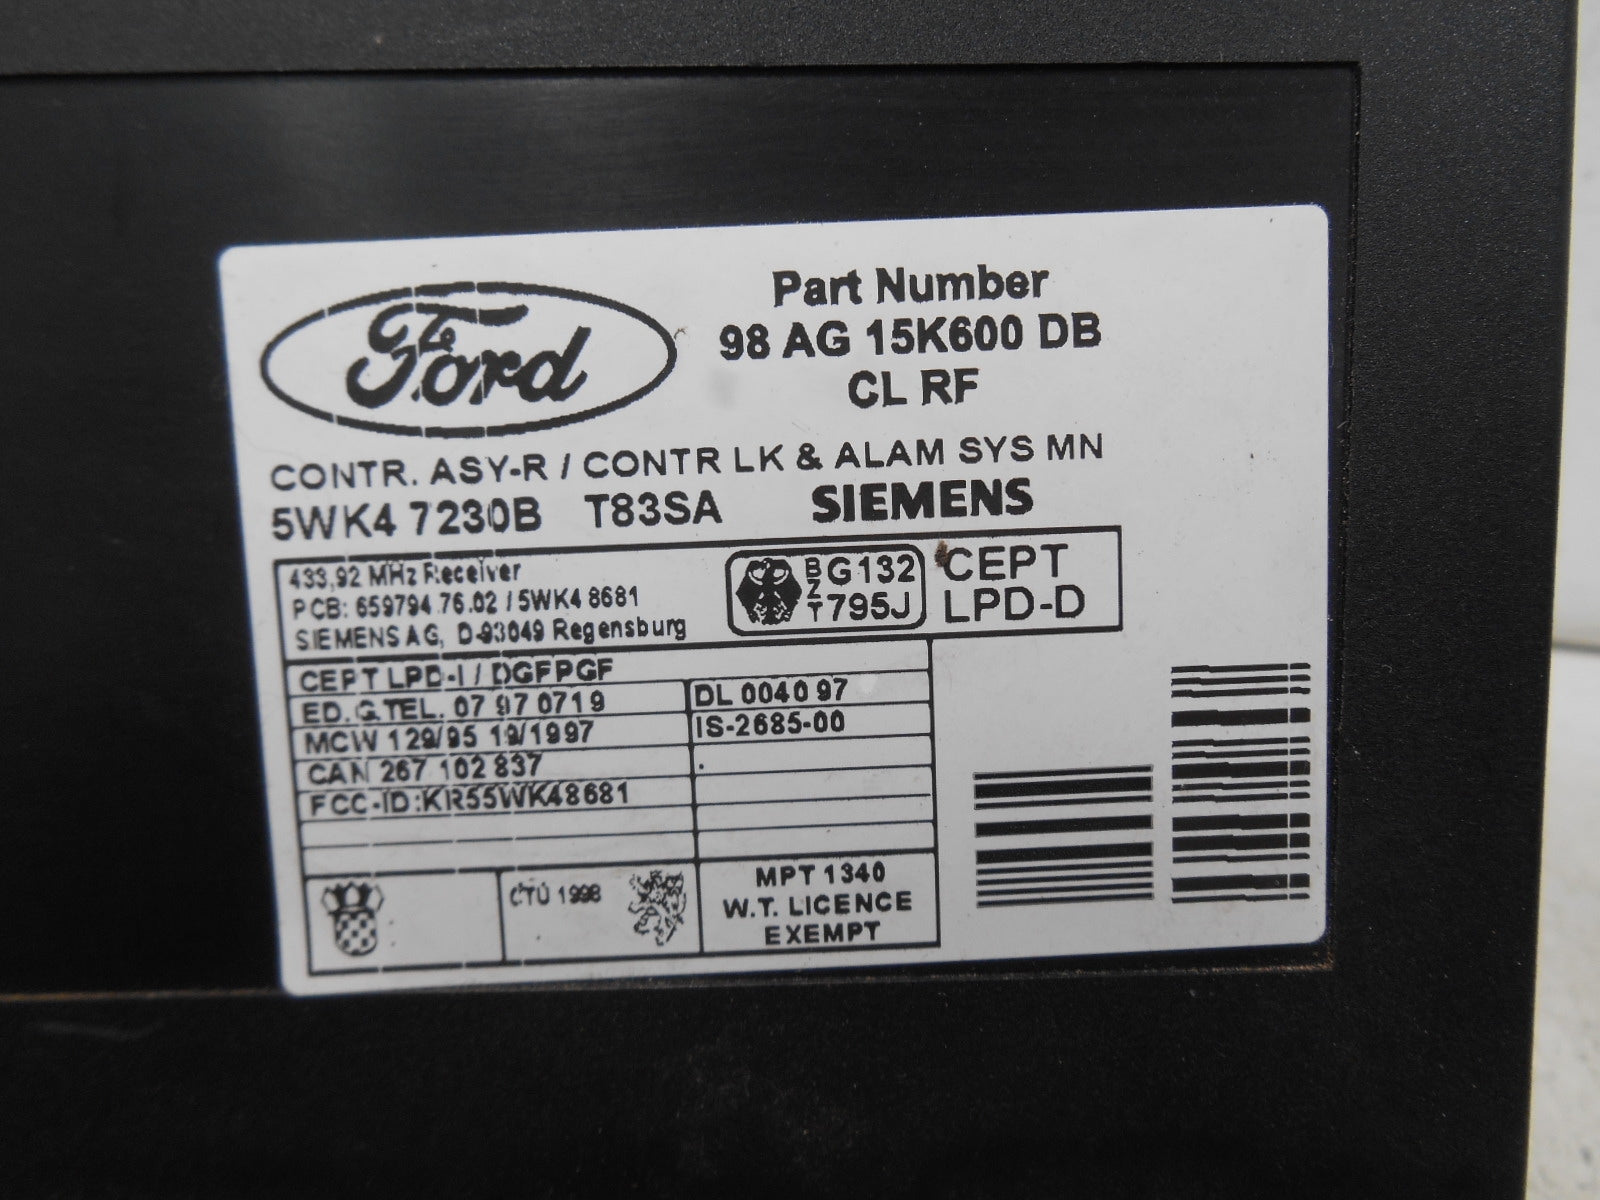 Ford
Part Number
98 AG 15K600 DB
CL RF
CONTR. ASY-R / CONTR LK & ALAM SYS MN
5WK4 7230B T83SA SIEMENS
433,92 MHz Receiver
PCB: 659794.76.02 / 5WK4 8681
SIEMENS AG, D-93049 Regensburg
BZT G132
795J
CEPT
LPD-D
CEPT LPD-I / DGFPGF
ED.G.TEL. 07 97 0719
DL 0040 97
MCW 129/95 19/1997
IS-2685-00
CAN 267 102 837
FCC-ID:KR55WK48681
CTÚ 1998
MPT 1340
W.T. LICENCE
EXEMPT